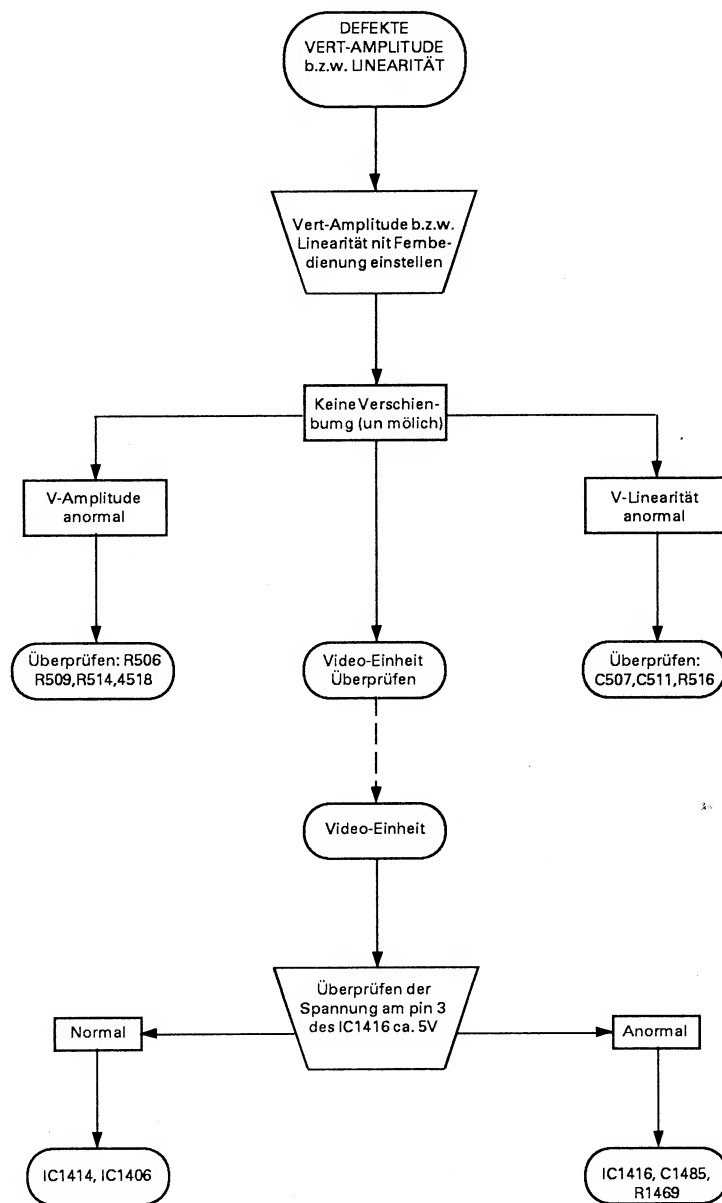 DEFEKTE
VERT-AMPLITUDE
b.z.w. LINEARITÄT
Vert-Amplitude b.z.w.
Linearität nit Fernbe-
dienung einstellen
Keine Verschien-
bumg (un mölich)
V-Amplitude
anormal
V-Linearität
anormal
Überprüfen: R506
R509,R514,4518
Video-Einheit
Überprüfen
Überprüfen:
C507,C511,R516
Video-Einheit
Überprüfen der
Spannung am pin 3
des IC1416 ca. 5V
Normal
Anormal
IC1414, IC1406
IC1416, C1485,
R1469